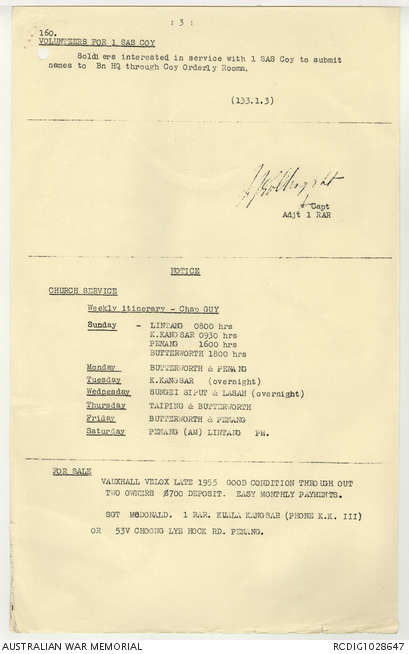 : 3 :
160.
VOLUNTEERS FOR 1 SAS COY
Soldiers interested in service with 1 SAS Coy to submit
names to Bn HQ through Coy Orderly Rooms.
(133.1.3)
Capt
Adjt 1 RAR
NOTICE
CHURCH SERVICE
Weekly itinerary - Chap GUY
Sunday - LINTANG 0800 hrs
K.KANGSAR 0930 hrs
PENANG 1600 hrs
BUTTERWORTH 1800 hrs
Monday BUTTERWORTH & PENANG
Tuesday K.KANGSAR (overnight)
Wednesday SUNGEI SIPUT & LASAH (overnight)
Thursday TAIPING & BUTTERWORTH
Friday BUTTERWORTH & PENANG
Saturday PENANG (AM) LINTANG PM.
FOR SALE
VAUXHALL VELOX LATE 1955 GOOD CONDITION THROUGH OUT
TWO OWNERS $700 DEPOSIT. EASY MONTHLY PAYMENTS.
SGT McDONALD. 1 RAR. KUALA KANGSAR (PHONE K.K. III)
OR 53V CHOONG LYE HOCK RD. PENANG.
AUSTRALIAN WAR MEMORIAL
RCDIG1028647